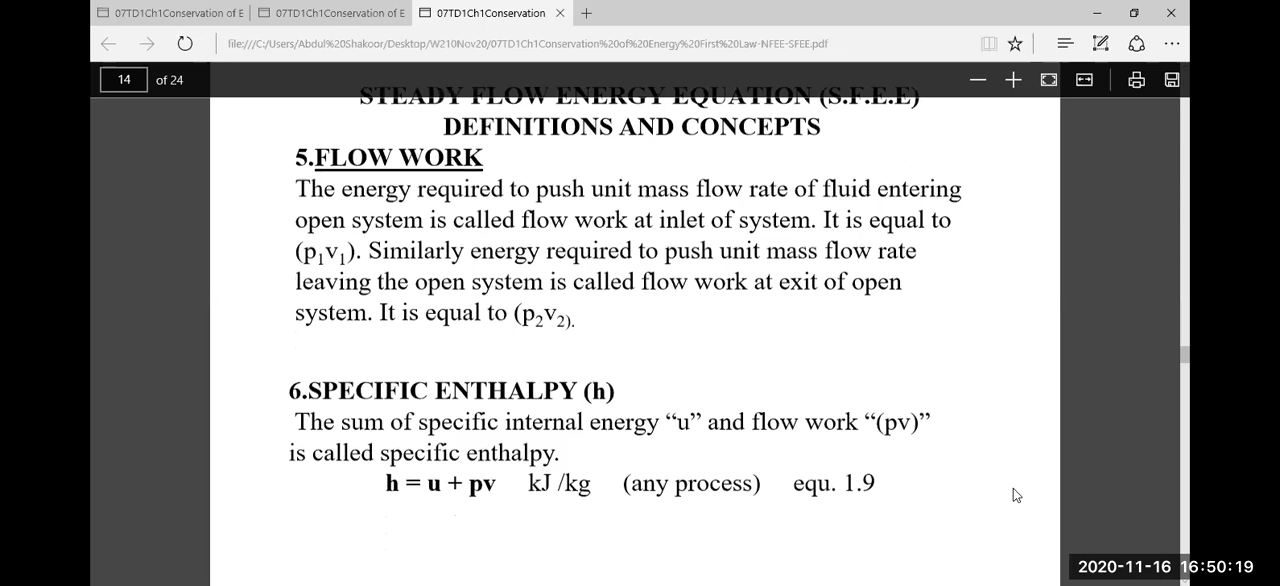 07TD1Ch1Conservation of E
07TD1Ch1Conservation of E
07TD1Ch1Conservation
file:///C:/Users/Abdul%20Shakoor/Desktop/W210Nov20/07TD1Ch1Conservation%20of%20Energy%20First%20Law-NFEE-SFEE.pdf
14 of 24
STEADY FLOW ENERGY EQUATION (S.F.E.E)
DEFINITIONS AND CONCEPTS
5.FLOW WORK
The energy required to push unit mass flow rate of fluid entering
open system is called flow work at inlet of system. It is equal to
(p₁v₁). Similarly energy required to push unit mass flow rate
leaving the open system is called flow work at exit of open
system. It is equal to (p₂v₂).
6.SPECIFIC ENTHALPY (h)
The sum of specific internal energy “u” and flow work “(pv)”
is called specific enthalpy.
h = u + pv kJ /kg (any process) equ. 1.9
2020-11-16 16:50:19